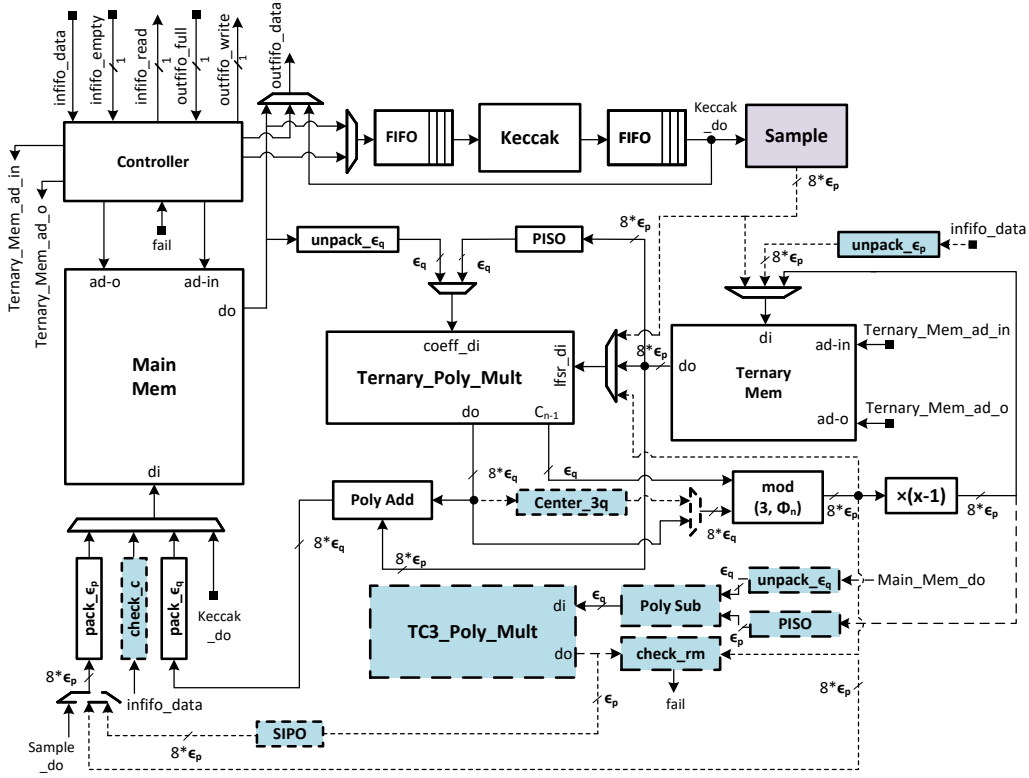 infifo_data
infifo_empty
1
infifo_read
1
outfifo_full
1
outfifo_write
1
outfifo_data
Controller
Ternary_Mem_ad_in
Ternary_Mem_ad_o
fail
FIFO
Keccak
FIFO
Keccak
_do
Sample
8*ϵp
unpack_ϵq
ϵq
PISO
ϵq
8*ϵp
unpack_ϵp
infifo_data
8*ϵp
ad-o
ad-in
do
Main
Mem
di
coeff_di
Ternary_Poly_Mult
lfsr_di
do
Cn-1
8*ϵp
di
do
Ternary
Mem
ad-in
ad-o
Ternary_Mem_ad_in
Ternary_Mem_ad_o
8*ϵq
ϵq
Poly Add
Center_3q
8*ϵq
mod
(3, Φn)
8*ϵp
×(x-1)
8*ϵp
8*ϵq
8*ϵp
pack_ϵp
check_c
pack_ϵq
Keccak
_do
TC3_Poly_Mult
di
do
ϵq
Poly Sub
ϵq
unpack_ϵq
Main_Mem_do
ϵp
PISO
check_rm
fail
8*ϵp
8*ϵp
infifo_data
Sample
_do
8*ϵp
SIPO
ϵp